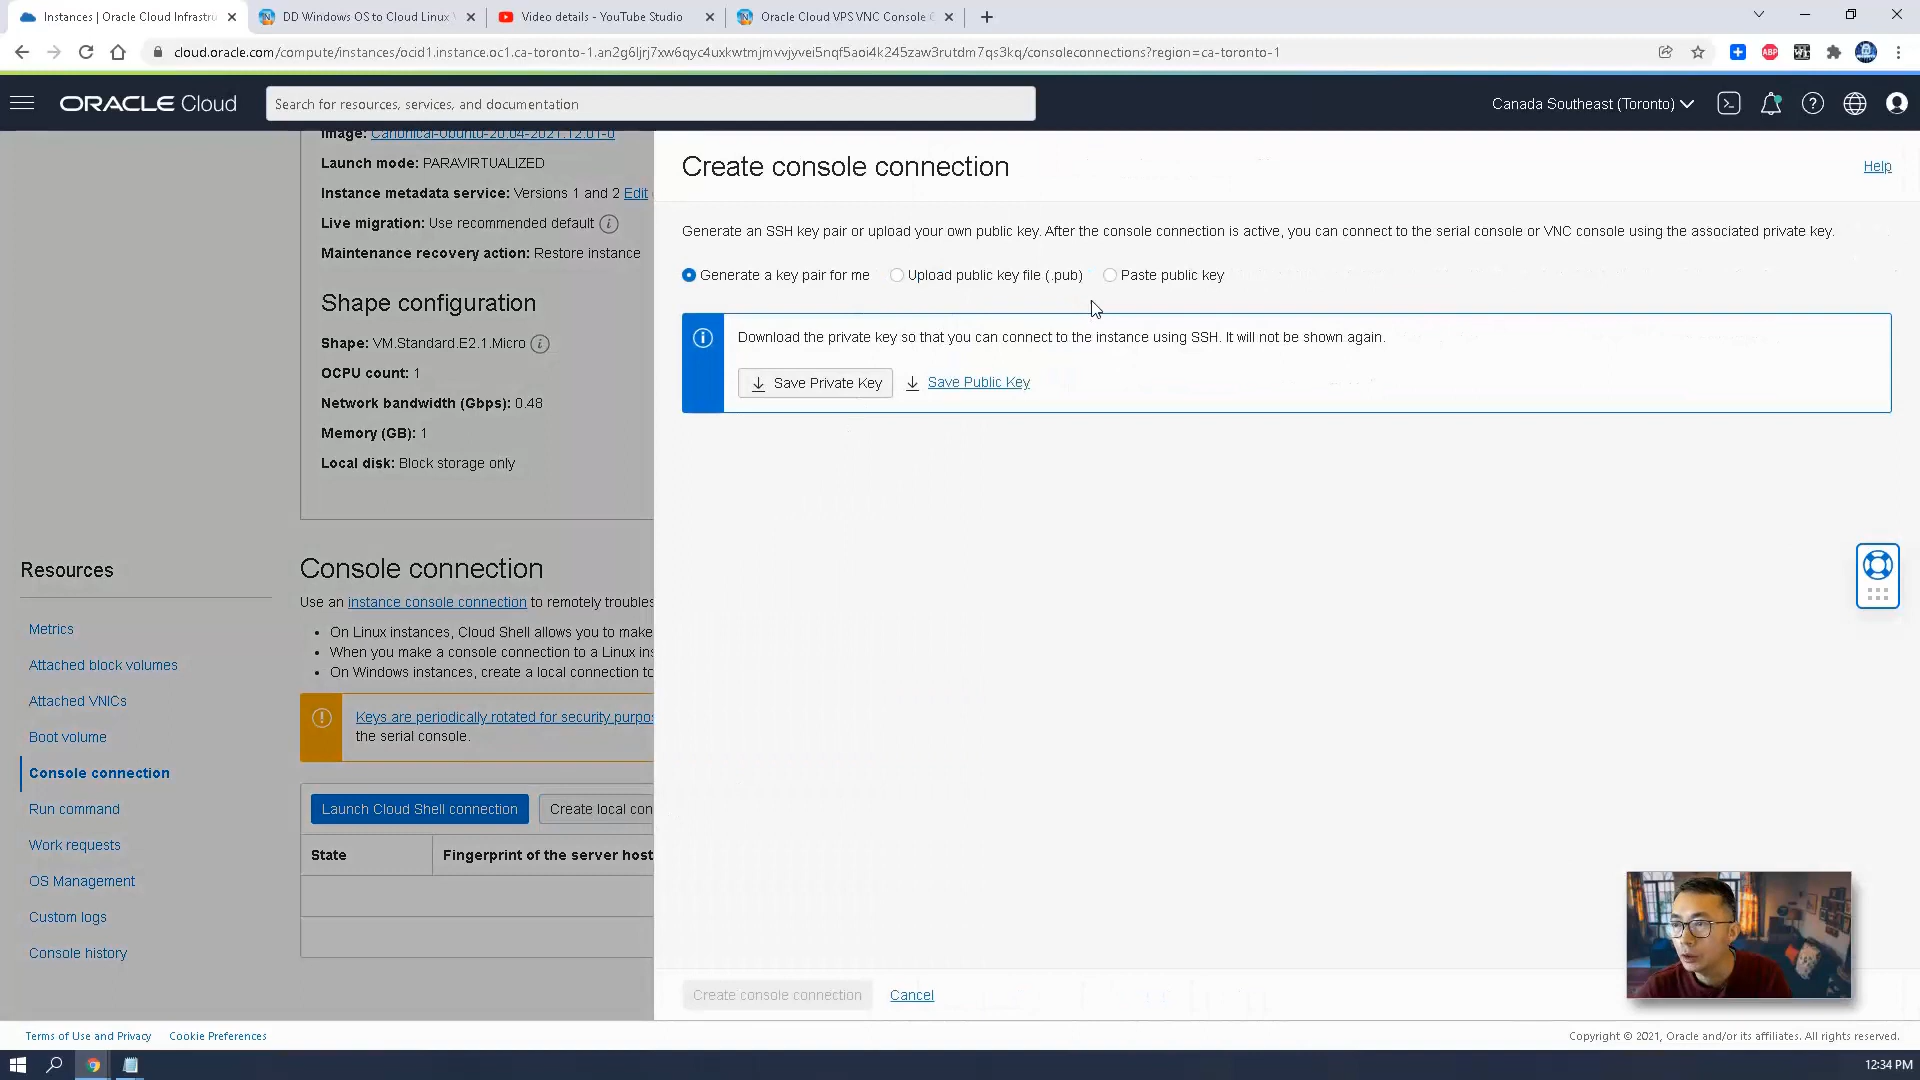 Instances | Oracle Cloud Infrastru
DD Windows OS to Cloud Linux
Video details - YouTube Studio
Oracle Cloud VPS VNC Console
cloud.oracle.com/compute/instances/ocid1.instance.oc1.ca-toronto-1.an2g6ljrj7xw6qyc4uxkwtmjmvvjyvei5nqf5aoi4k245zaw3rutdm7qs3kq/consoleconnections?region=ca-toronto-1
ORACLE Cloud
Search for resources, services, and documentation
Canada Southeast (Toronto)
Image: Canonical-Ubuntu-20.04-2021.12.01-0
Launch mode: PARAVIRTUALIZED
Instance metadata service: Versions 1 and 2 Edit
Live migration: Use recommended default
Maintenance recovery action: Restore instance
Shape configuration
Shape: VM.Standard.E2.1.Micro
OCPU count: 1
Network bandwidth (Gbps): 0.48
Memory (GB): 1
Local disk: Block storage only
Create console connection
Help
Generate an SSH key pair or upload your own public key. After the console connection is active, you can connect to the serial console or VNC console using the associated private key.
Generate a key pair for me
Upload public key file (.pub)
Paste public key
Download the private key so that you can connect to the instance using SSH. It will not be shown again.
Save Private Key
Save Public Key
Resources
Metrics
Attached block volumes
Attached VNICs
Boot volume
Console connection
Run command
Work requests
OS Management
Custom logs
Console history
Console connection
Use an instance console connection to remotely troubles
On Linux instances, Cloud Shell allows you to make
When you make a console connection to a Linux in
On Windows instances, create a local connection to
Keys are periodically rotated for security purpo
the serial console.
Launch Cloud Shell connection
Create local con
State
Fingerprint of the server host
Create console connection
Cancel
Terms of Use and Privacy
Cookie Preferences
Copyright © 2021, Oracle and/or its affiliates. All rights reserved.
12:34 PM